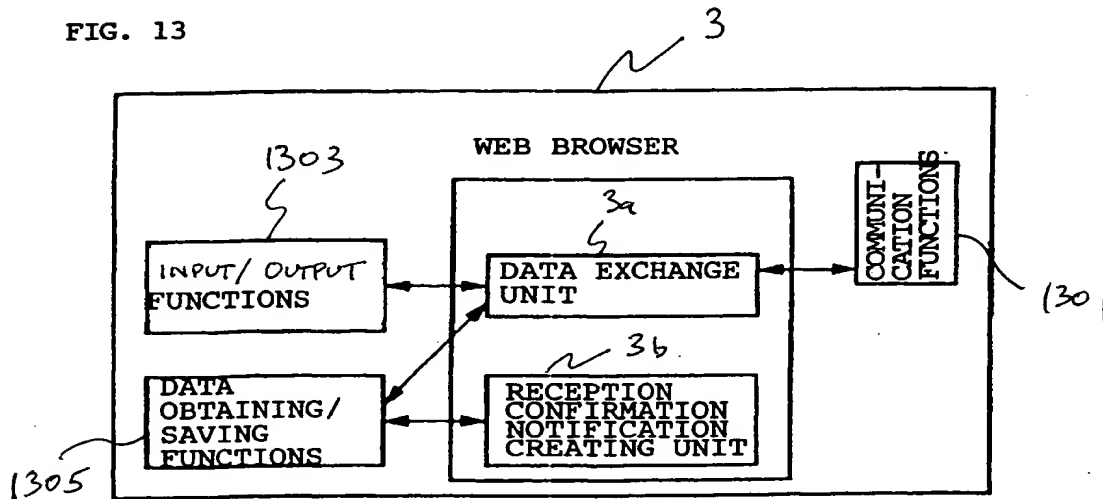 FIG. 13
3
WEB BROWSER
1303
3a
INPUT/OUTPUT
FUNCTIONS
DATA EXCHANGE
UNIT
COMMUNI-
CATION
FUNCTIONS
1301
3b
DATA
OBTAINING/
SAVING
FUNCTIONS
RECEPTION
CONFIRMATION
NOTIFICATION
CREATING UNIT
1305